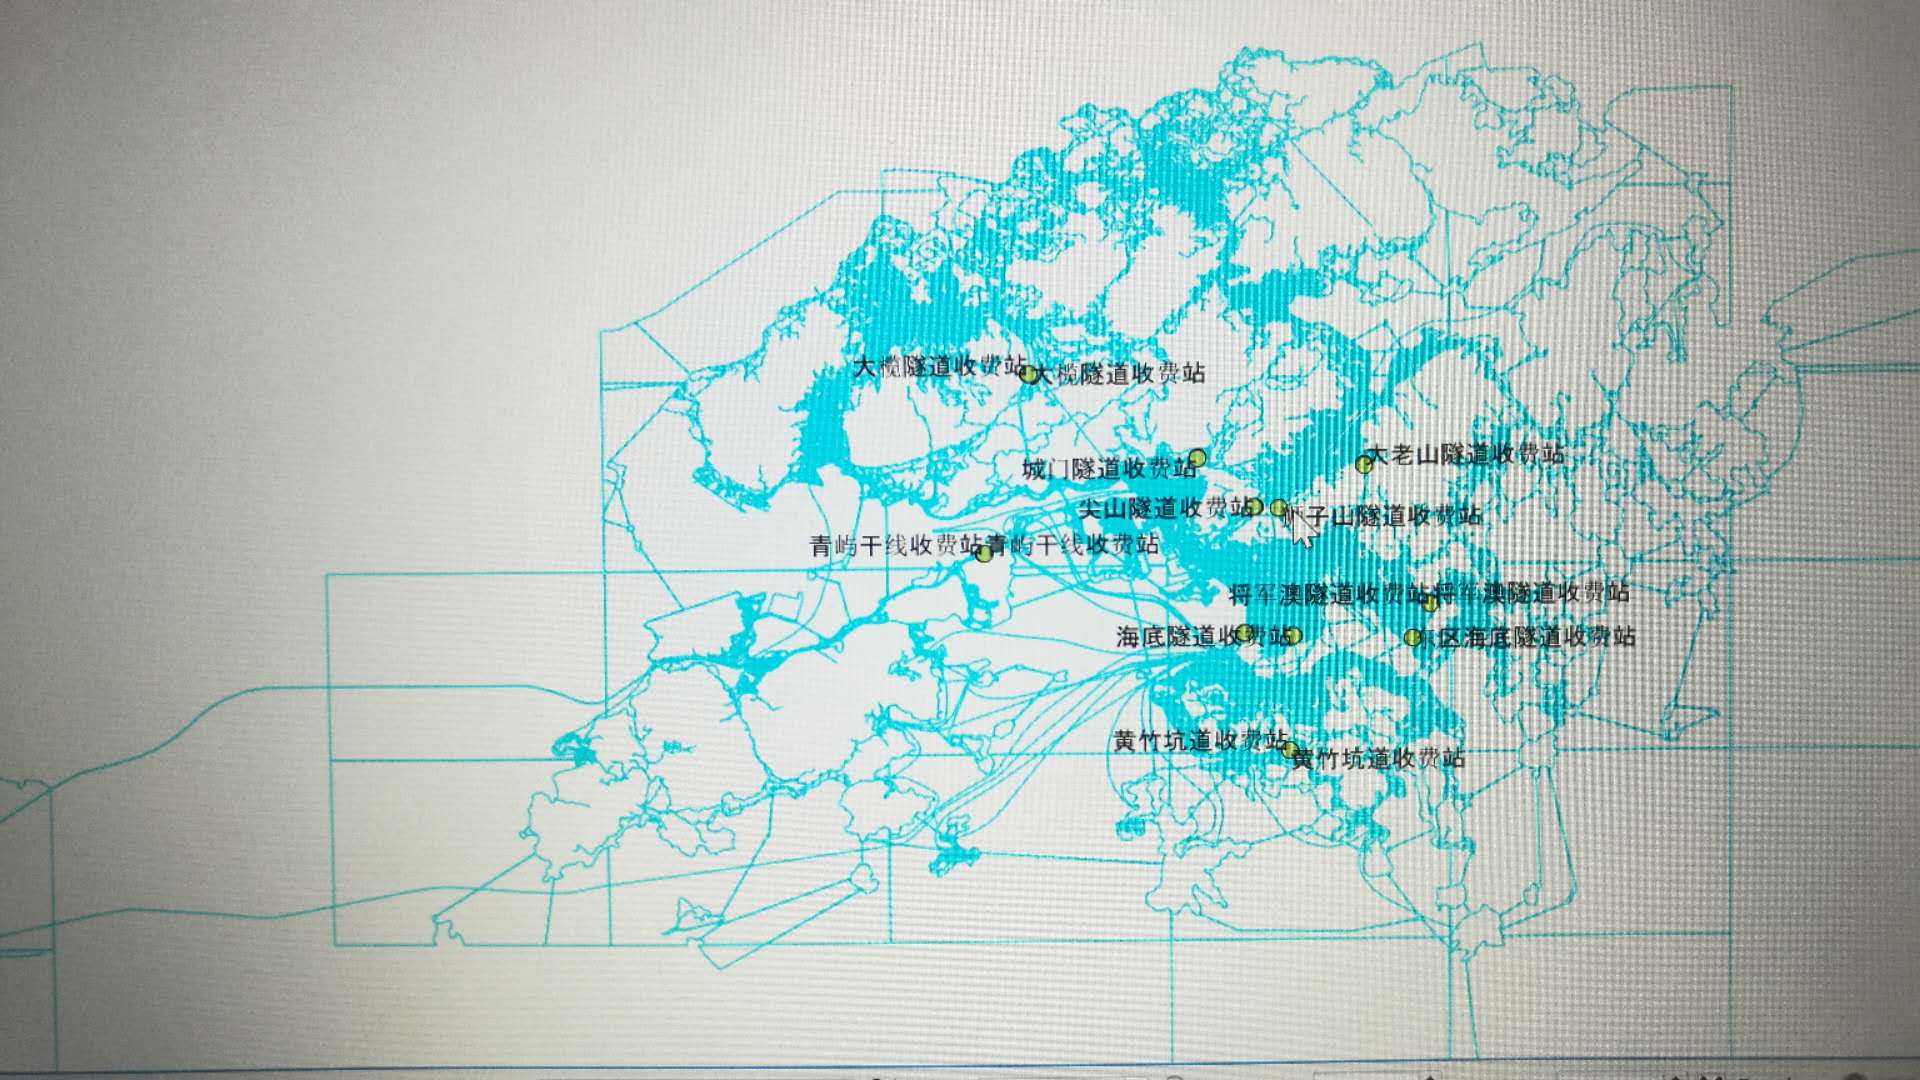 大榄隧道收费站
大榄隧道收费站
城门隧道收费站
大老山隧道收费站
尖山隧道收费站
狮子山隧道收费站
青屿干线收费站
青屿干线收费站
将军澳隧道收费站
将军澳隧道收费站
海底隧道收费站
东区海底隧道收费站
黄竹坑道收费站
黄竹坑道收费站